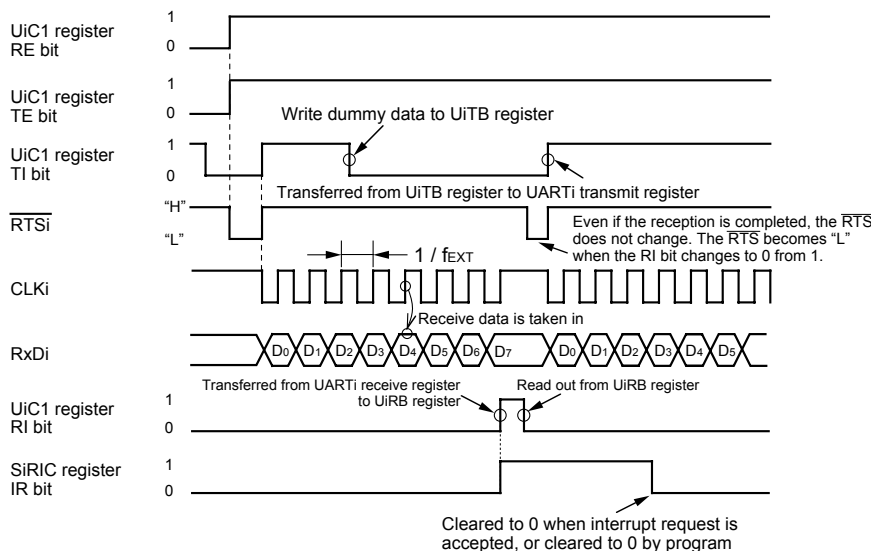 UiC1 register
RE bit
1
0
UiC1 register
TE bit
1
0
Write dummy data to UiTB register
UiC1 register
TI bit
1
0
Transferred from UiTB register to UARTi transmit register
RTSi
“H”
“L”
Even if the reception is completed, the RTS
does not change. The RTS becomes “L”
when the RI bit changes to 0 from 1.
1 / fEXT
CLKi
Receive data is taken in
RxDi
D0 D1 D2 D3 D4 D5 D6 D7 D0 D1 D2 D3 D4 D5
Transferred from UARTi receive register
to UiRB register
Read out from UiRB register
UiC1 register
RI bit
1
0
SiRIC register
IR bit
1
0
Cleared to 0 when interrupt request is
accepted, or cleared to 0 by program